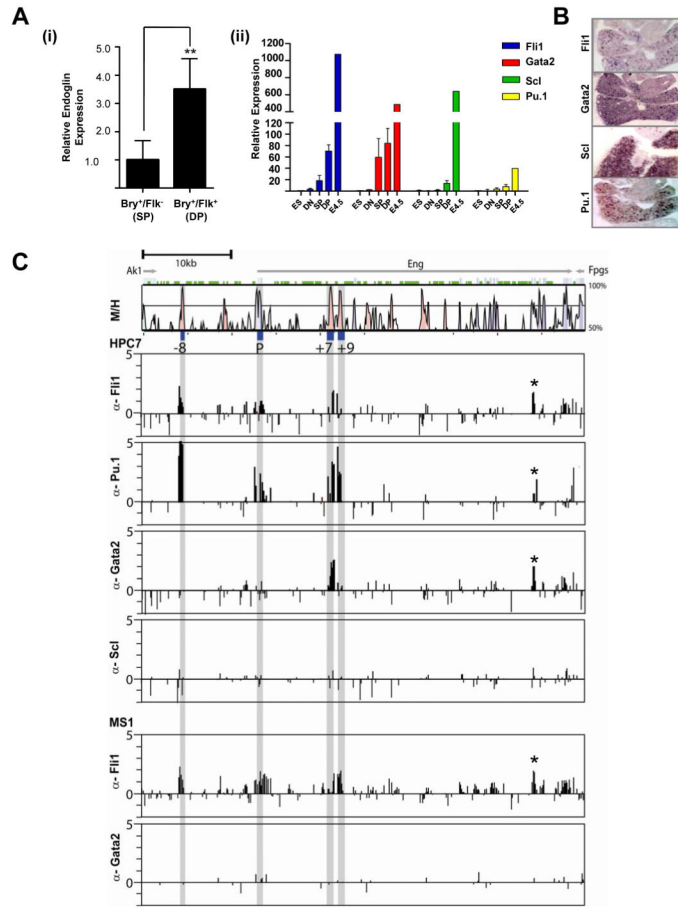 A
(i)
Relative Endoglin Expression
5.0
4.0
3.0
2.0
1.0
**
Bry+/Flk-
(SP)
Bry+/Flk+
(DP)
(ii)
Relative Expression
1200
1000
800
600
400
200
120
100
80
60
40
20
Fli1
Gata2
Scl
Pu.1
ES DN SP DP E4.5 ES DN SP DP E4.5 ES DN SP DP E4.5 ES DN SP DP E4.5
B
Fli1
Gata2
Scl
Pu.1
C
10kb
Ak1
Eng
Fpgs
M/H
100%
50%
HPC7
-8 P +7 +9
α- Fli1
5
0
*
α- Pu.1
5
0
*
α- Gata2
5
0
*
α- Scl
5
0
MS1
α- Fli1
5
0
*
α- Gata2
5
0